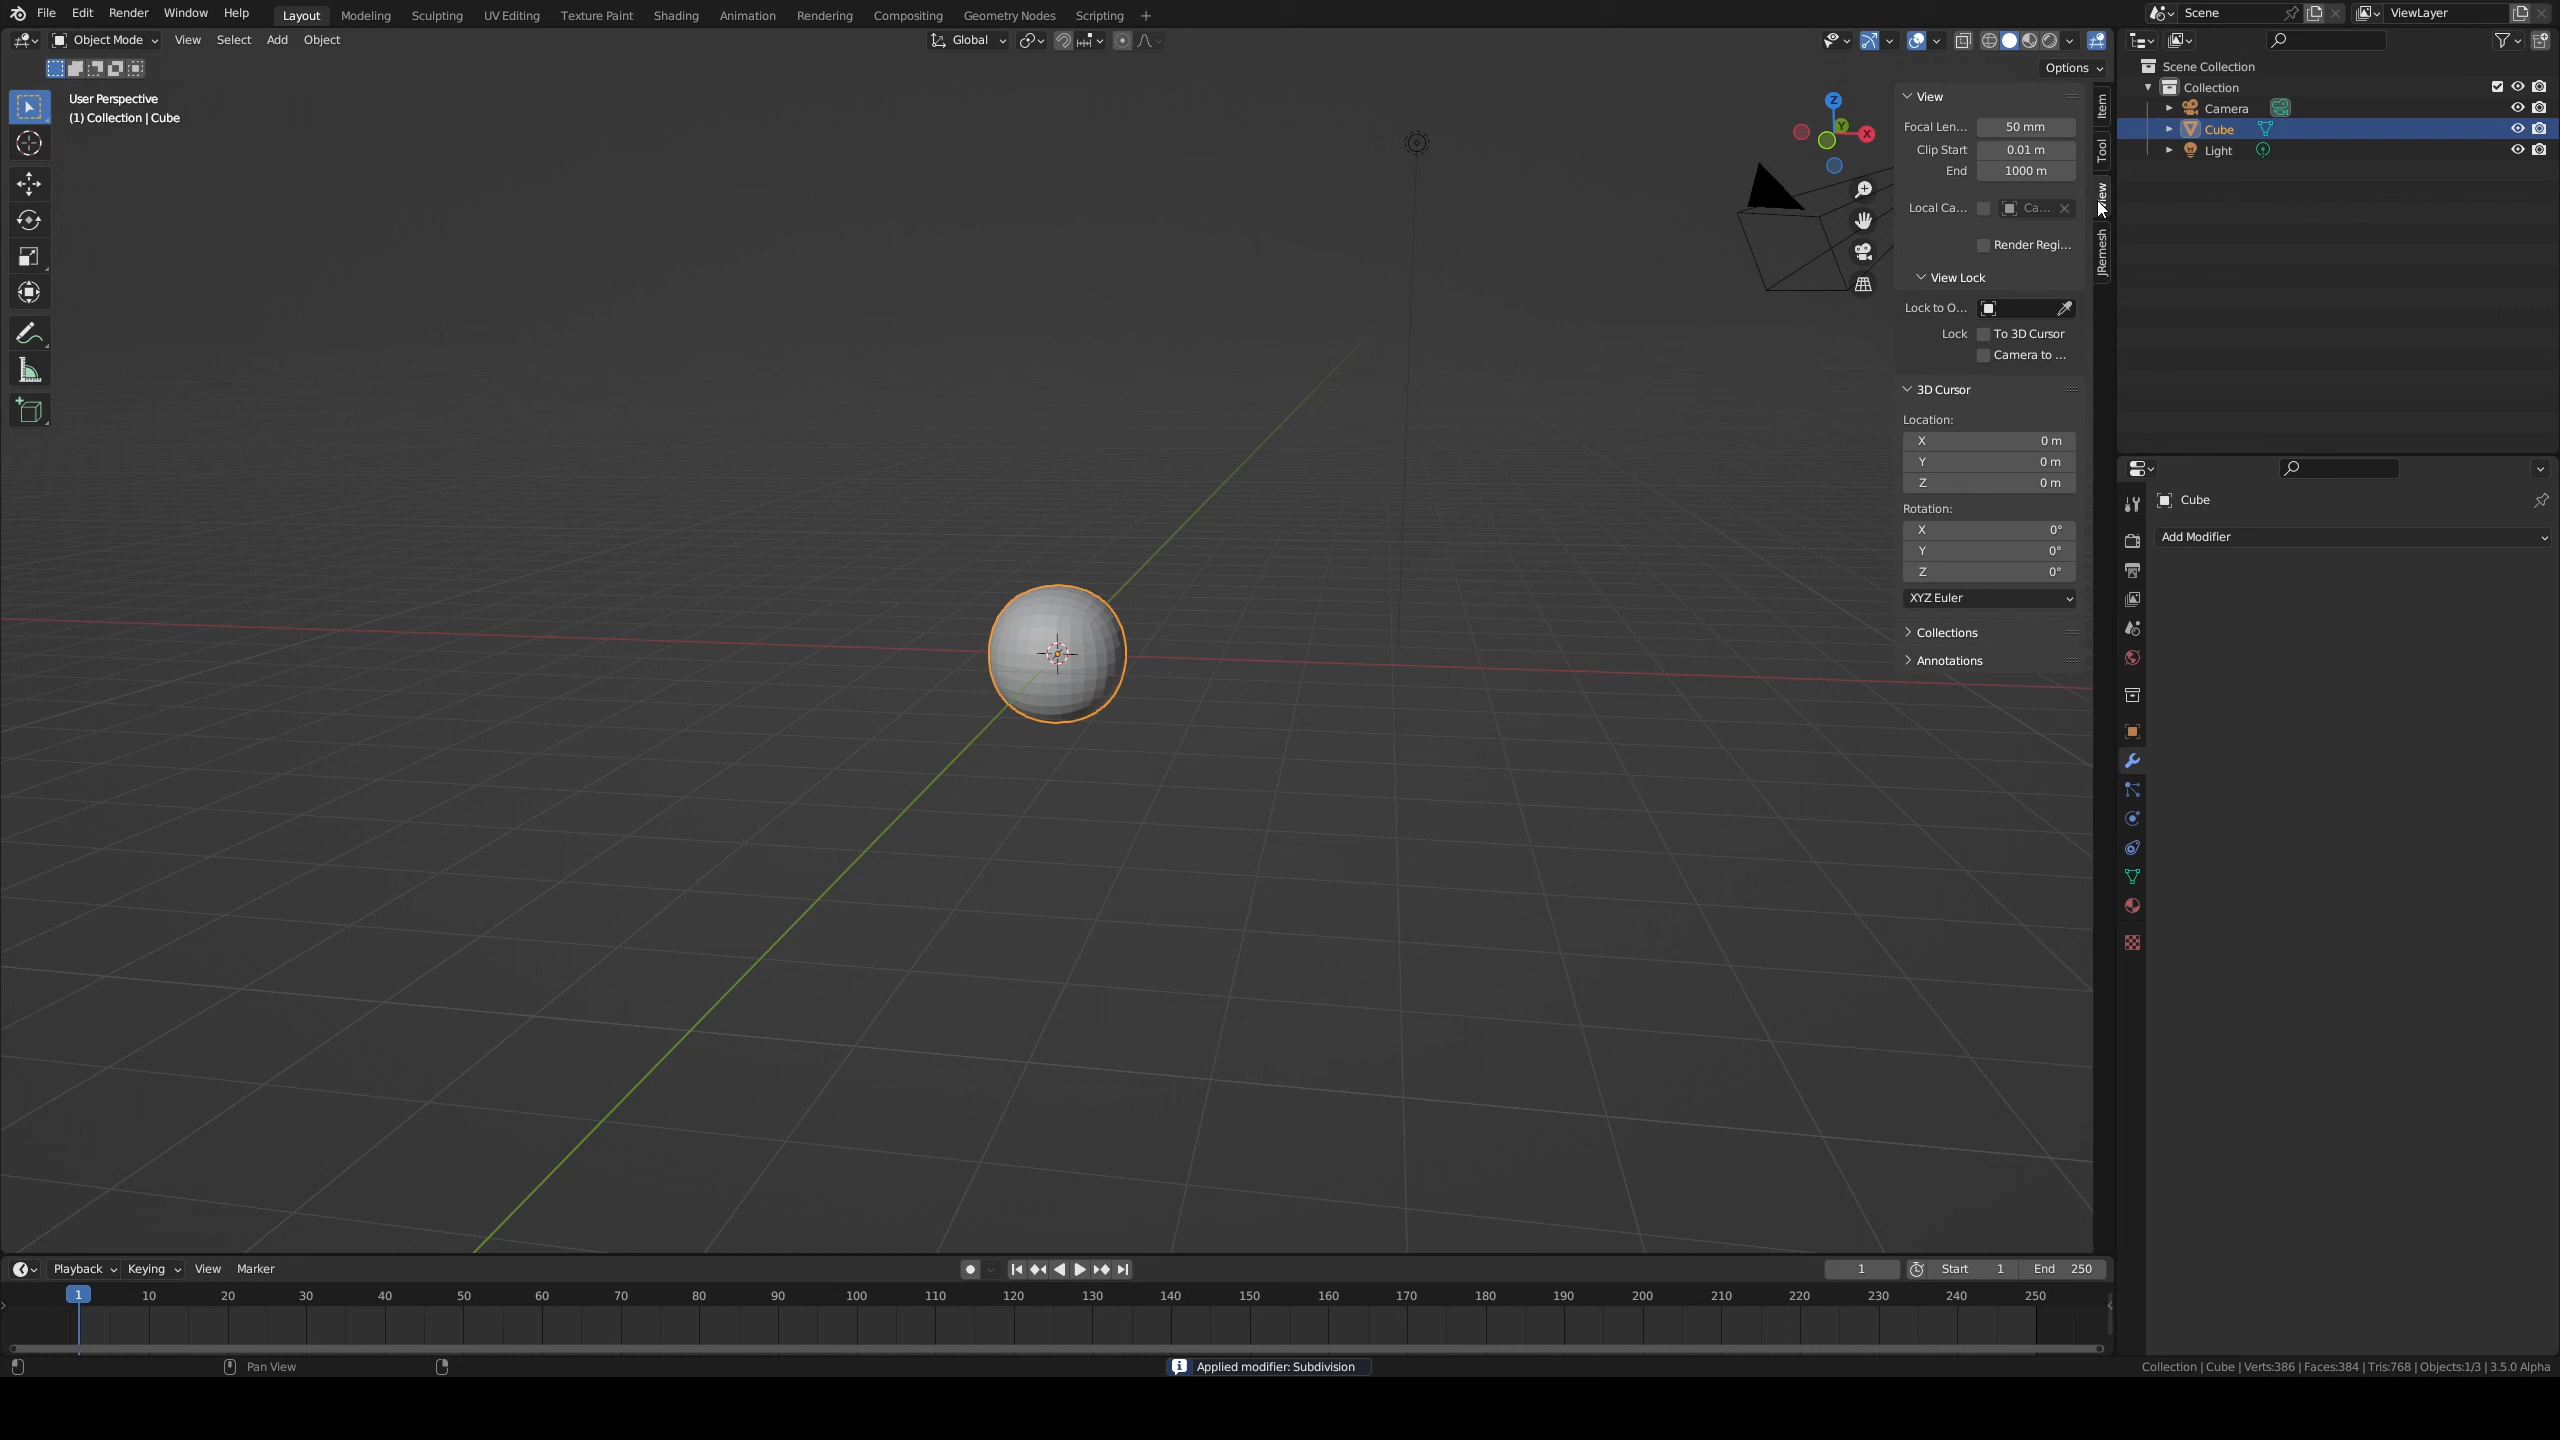 File Edit Render Window Help Layout Modeling Sculpting UV Editing Texture Paint Shading Animation Rendering Compositing Geometry Nodes Scripting + Scene ViewLayer
Object Mode View Select Add Object Global
Options
User Perspective
(1) Collection | Cube
Z
Y
X
View
Focal Len... 50 mm
Clip Start 0.01 m
End 1000 m
Local Ca... Ca...
Render Regi...
View Lock
Lock to O...
Lock To 3D Cursor
Camera to ...
3D Cursor
Location:
X 0 m
Y 0 m
Z 0 m
Rotation:
X 0°
Y 0°
Z 0°
XYZ Euler
Collections
Annotations
Item
Tool
JRemesh
Scene Collection
Collection
Camera
Cube
Light
Cube
Add Modifier
Playback Keying View Marker 1 Start 1 End 250
1 10 20 30 40 50 60 70 80 90 100 110 120 130 140 150 160 170 180 190 200 210 220 230 240 250
Pan View Applied modifier: Subdivision Collection | Cube | Verts:386 | Faces:384 | Tris:768 | Objects:1/3 | 3.5.0 Alpha